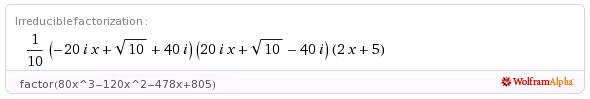 Irreducible factorization:
1/10 (−20 i x + √10 + 40 i) (20 i x + √10 − 40 i) (2 x + 5)
factor(80x^3−120x^2−478x+805)
WolframAlpha